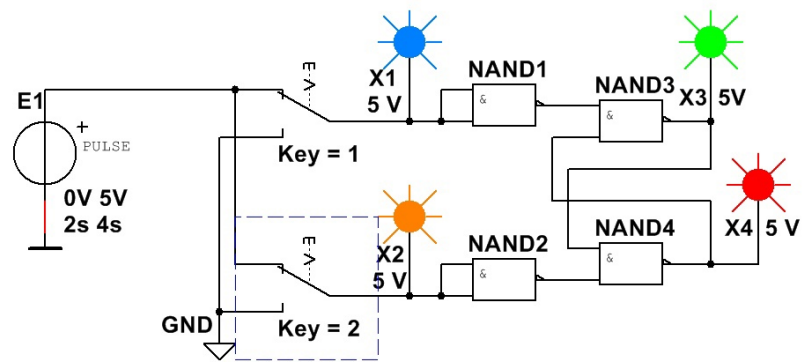 E1
PULSE
0V 5V
2s 4s
GND
Key = 1
X1
5 V
NAND1
&
NAND3
&
X3 5V
Key = 2
X2
5 V
NAND2
&
NAND4
&
X4 5 V